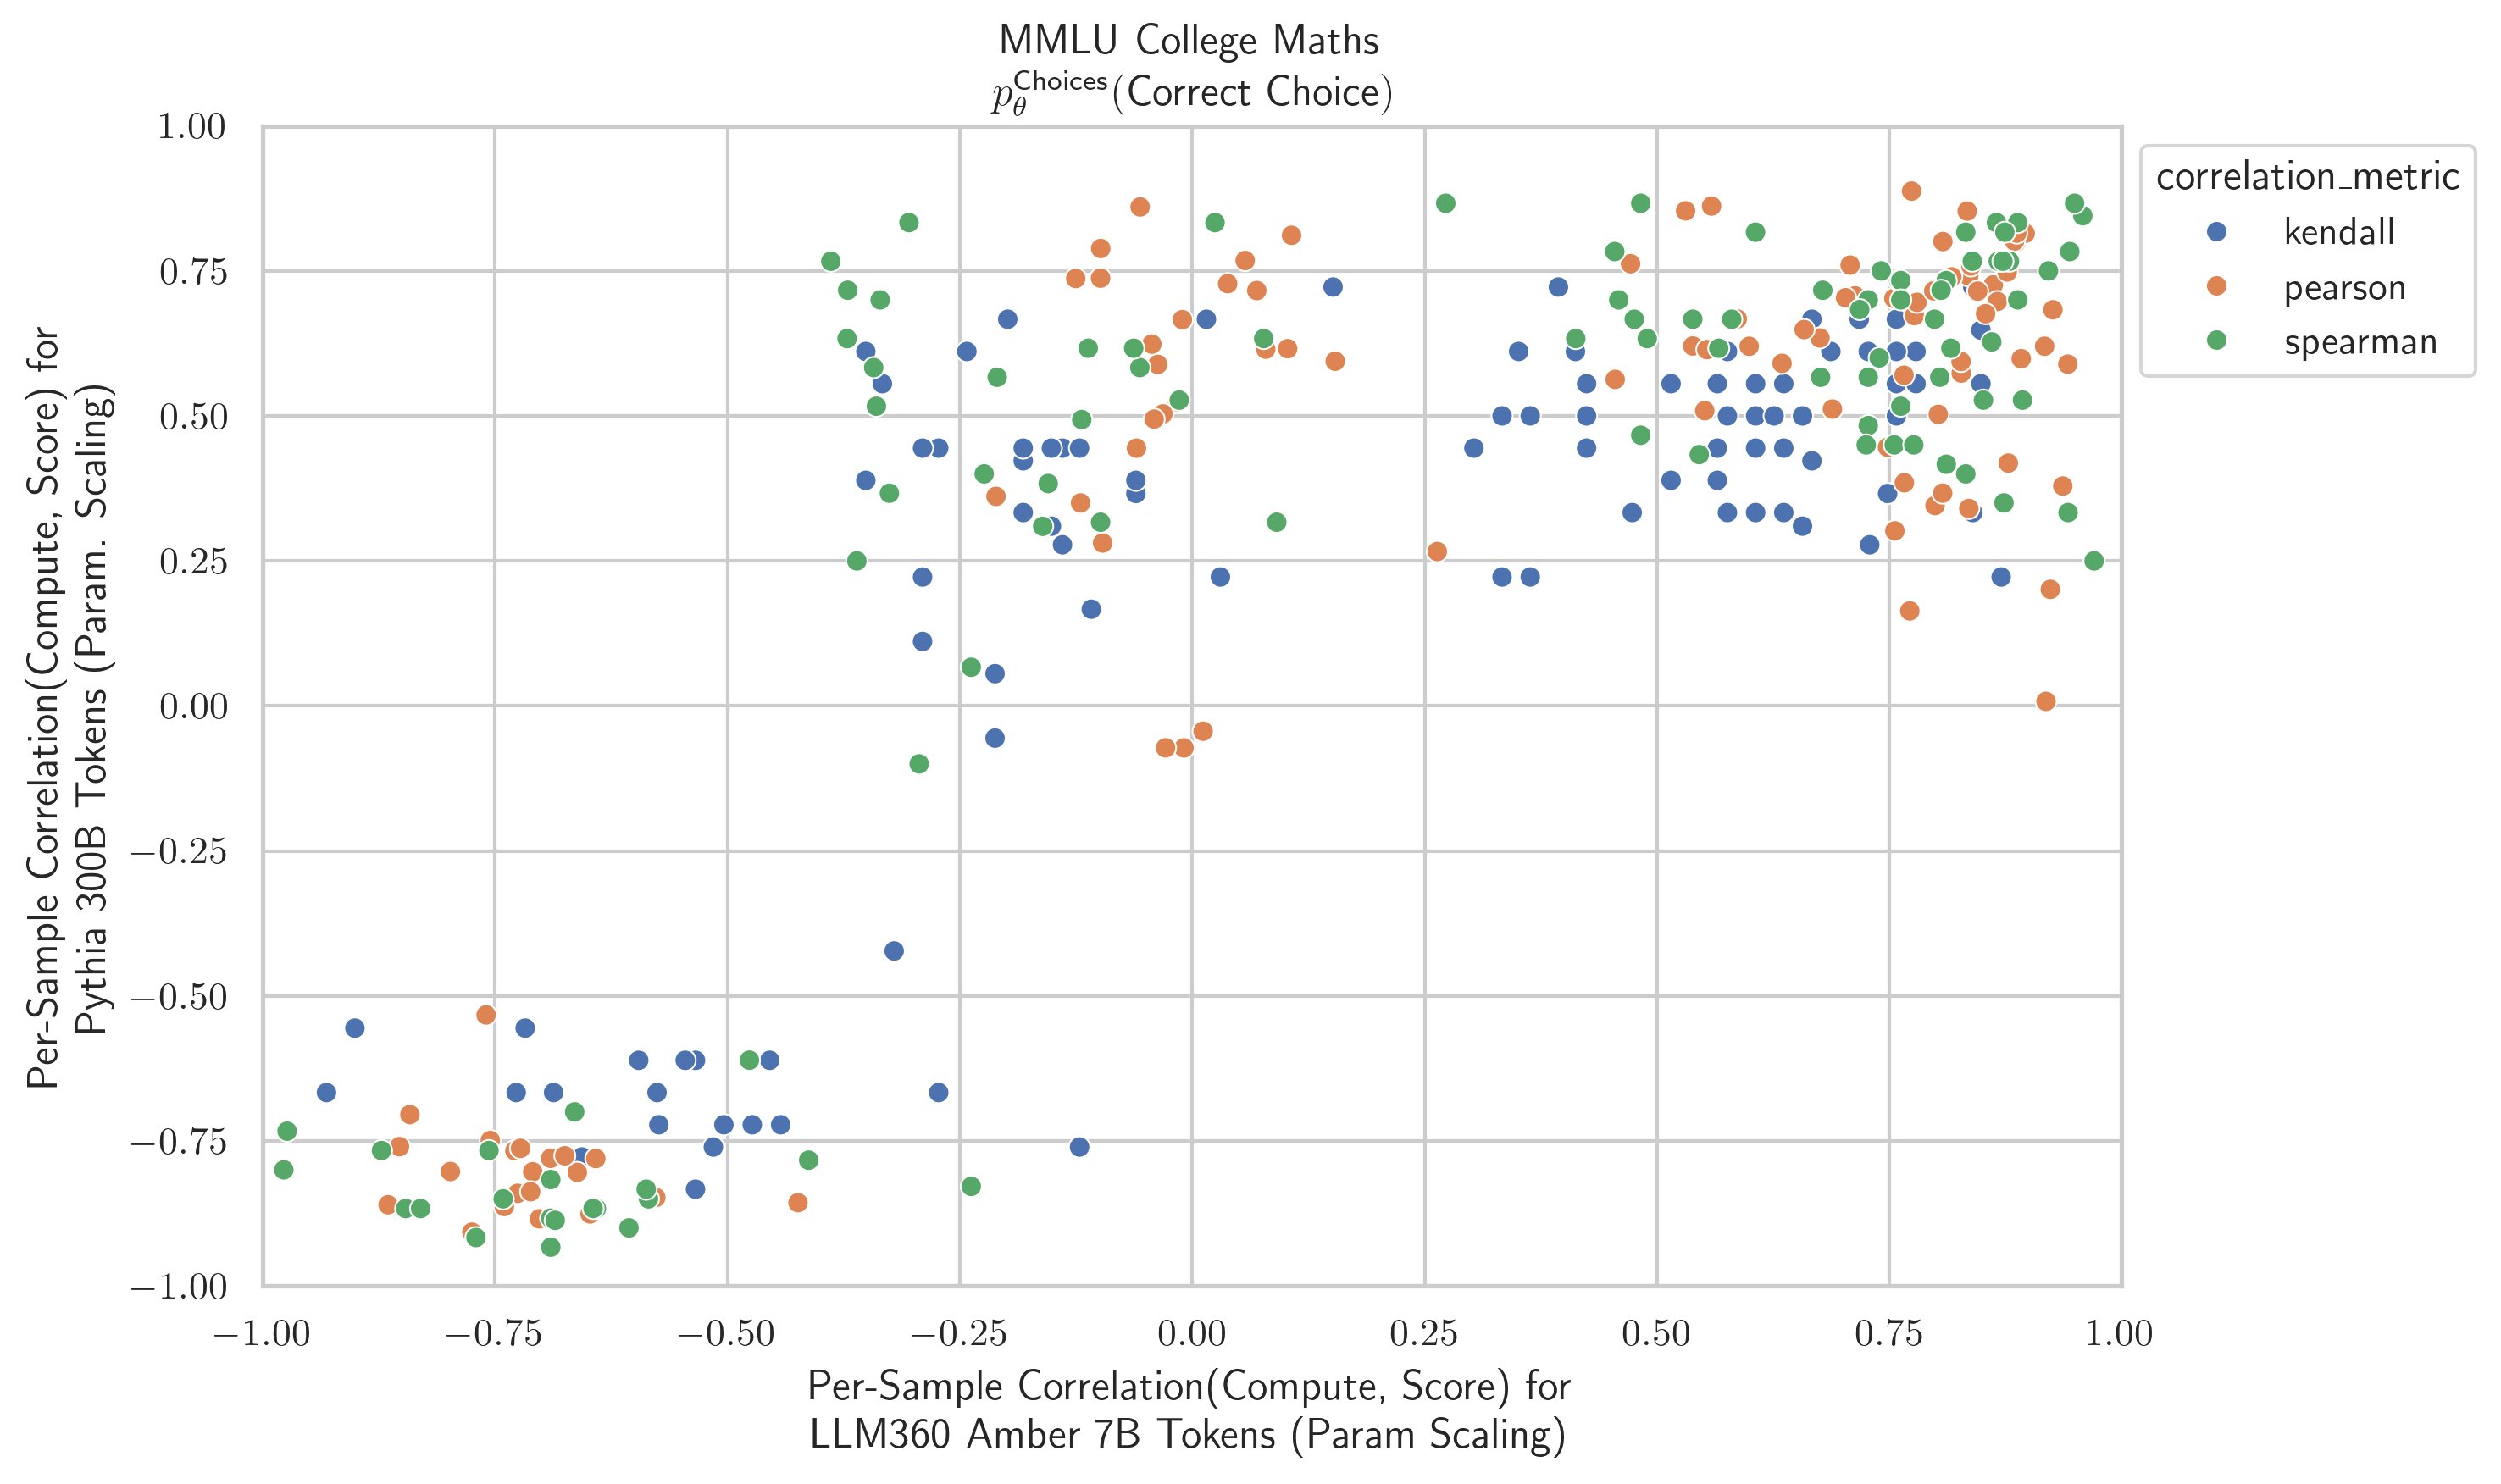 MMLU College Maths
p_θ^Choices(Correct Choice)
1.00
0.75
0.50
0.25
0.00
−0.25
−0.50
−0.75
−1.00
Per-Sample Correlation(Compute, Score) for
Pythia 300B Tokens (Param. Scaling)
−1.00
−0.75
−0.50
−0.25
0.00
0.25
0.50
0.75
1.00
Per-Sample Correlation(Compute, Score) for
LLM360 Amber 7B Tokens (Param Scaling)
correlation_metric
kendall
pearson
spearman